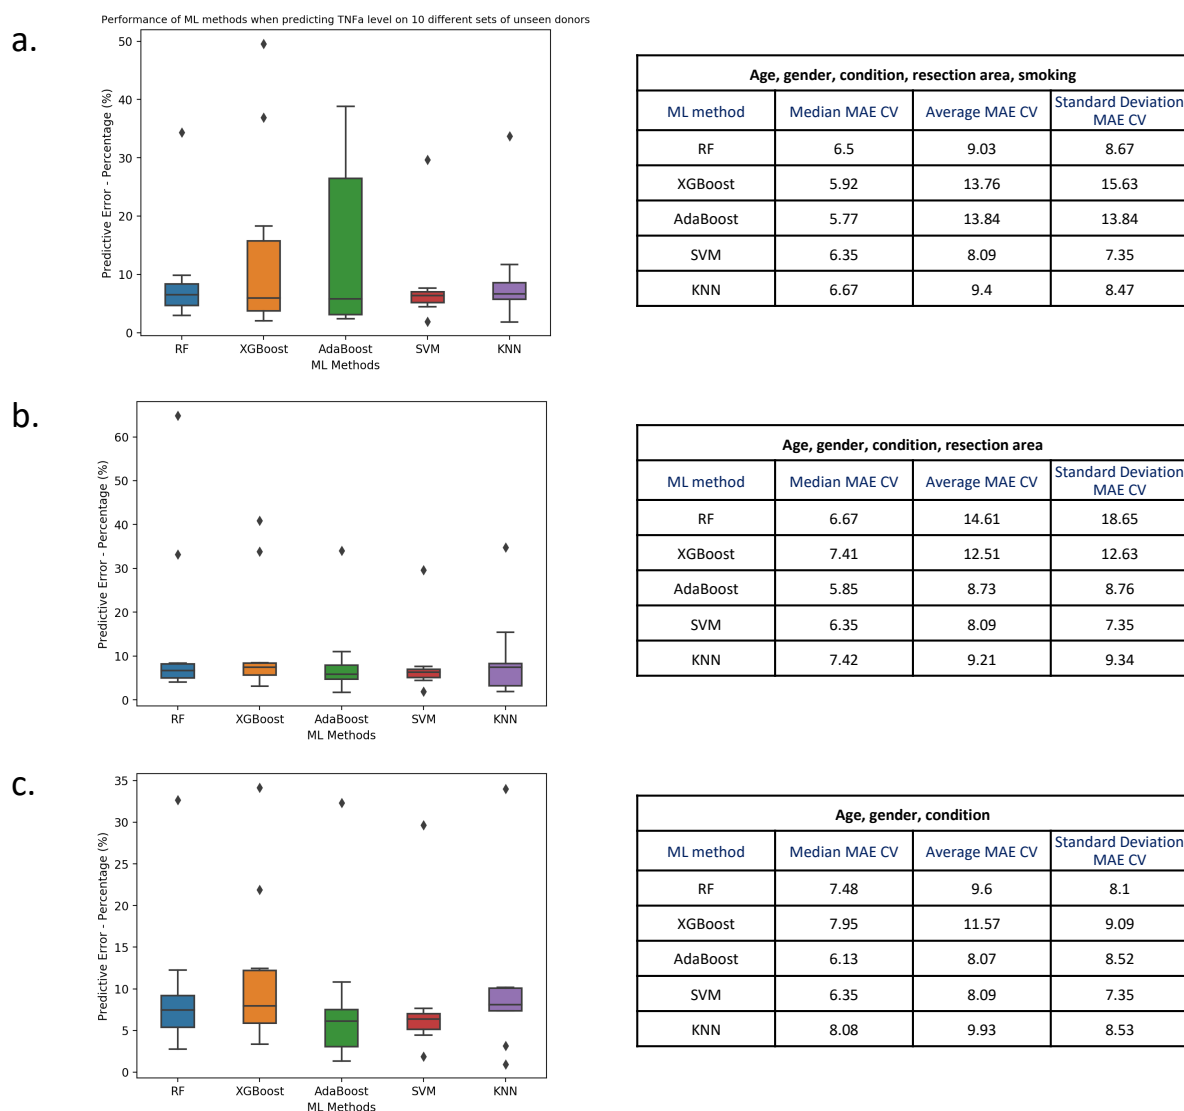 a.
Performance of ML methods when predicting TNFa level on 10 different sets of unseen donors
Predictive Error - Percentage (%)
50
40
30
20
10
0
RF XGBoost AdaBoost SVM KNN
ML Methods
Age, gender, condition, resection area, smoking
ML method Median MAE CV Average MAE CV Standard Deviation
MAE CV
RF 6.5 9.03 8.67
XGBoost 5.92 13.76 15.63
AdaBoost 5.77 13.84 13.84
SVM 6.35 8.09 7.35
KNN 6.67 9.4 8.47
b.
Predictive Error - Percentage (%)
60
50
40
30
20
10
0
RF XGBoost AdaBoost SVM KNN
ML Methods
Age, gender, condition, resection area
ML method Median MAE CV Average MAE CV Standard Deviation
MAE CV
RF 6.67 14.61 18.65
XGBoost 7.41 12.51 12.63
AdaBoost 5.85 8.73 8.76
SVM 6.35 8.09 7.35
KNN 7.42 9.21 9.34
c.
Predictive Error - Percentage (%)
35
30
25
20
15
10
5
0
RF XGBoost AdaBoost SVM KNN
ML Methods
Age, gender, condition
ML method Median MAE CV Average MAE CV Standard Deviation
MAE CV
RF 7.48 9.6 8.1
XGBoost 7.95 11.57 9.09
AdaBoost 6.13 8.07 8.52
SVM 6.35 8.09 7.35
KNN 8.08 9.93 8.53